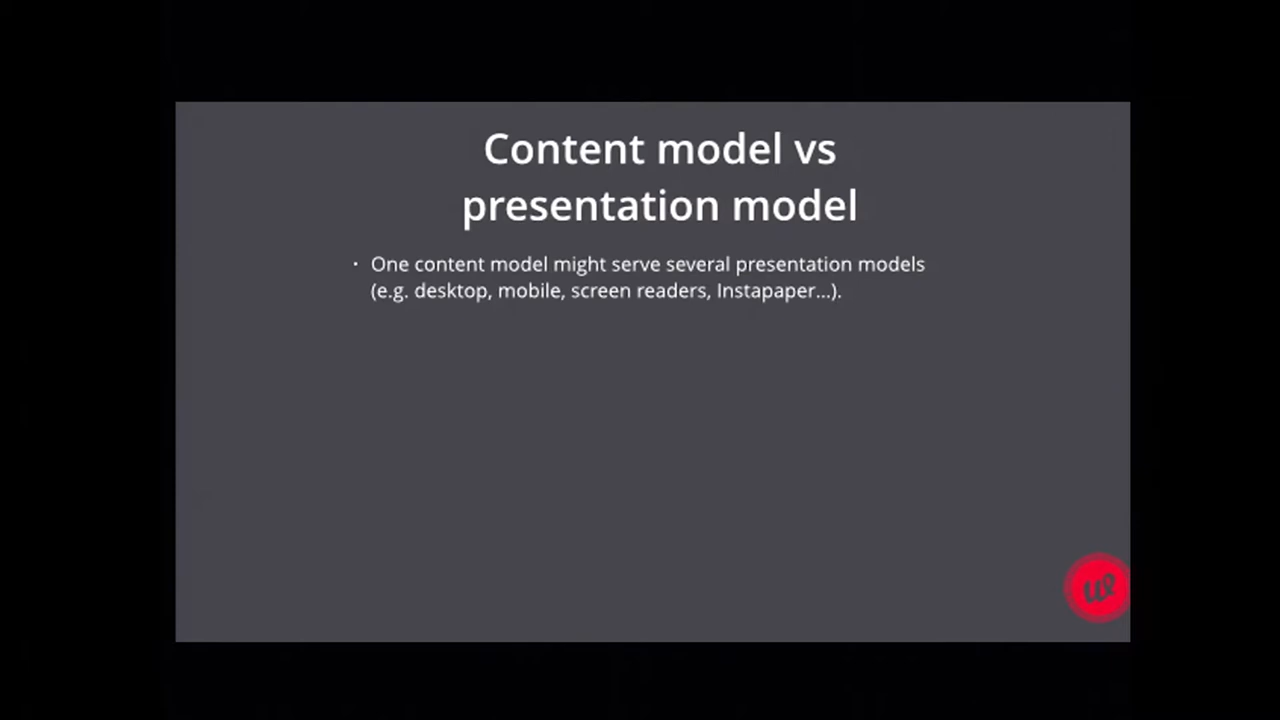 Content model vs
presentation model
· One content model might serve several presentation models
(e.g. desktop, mobile, screen readers, Instapaper...).